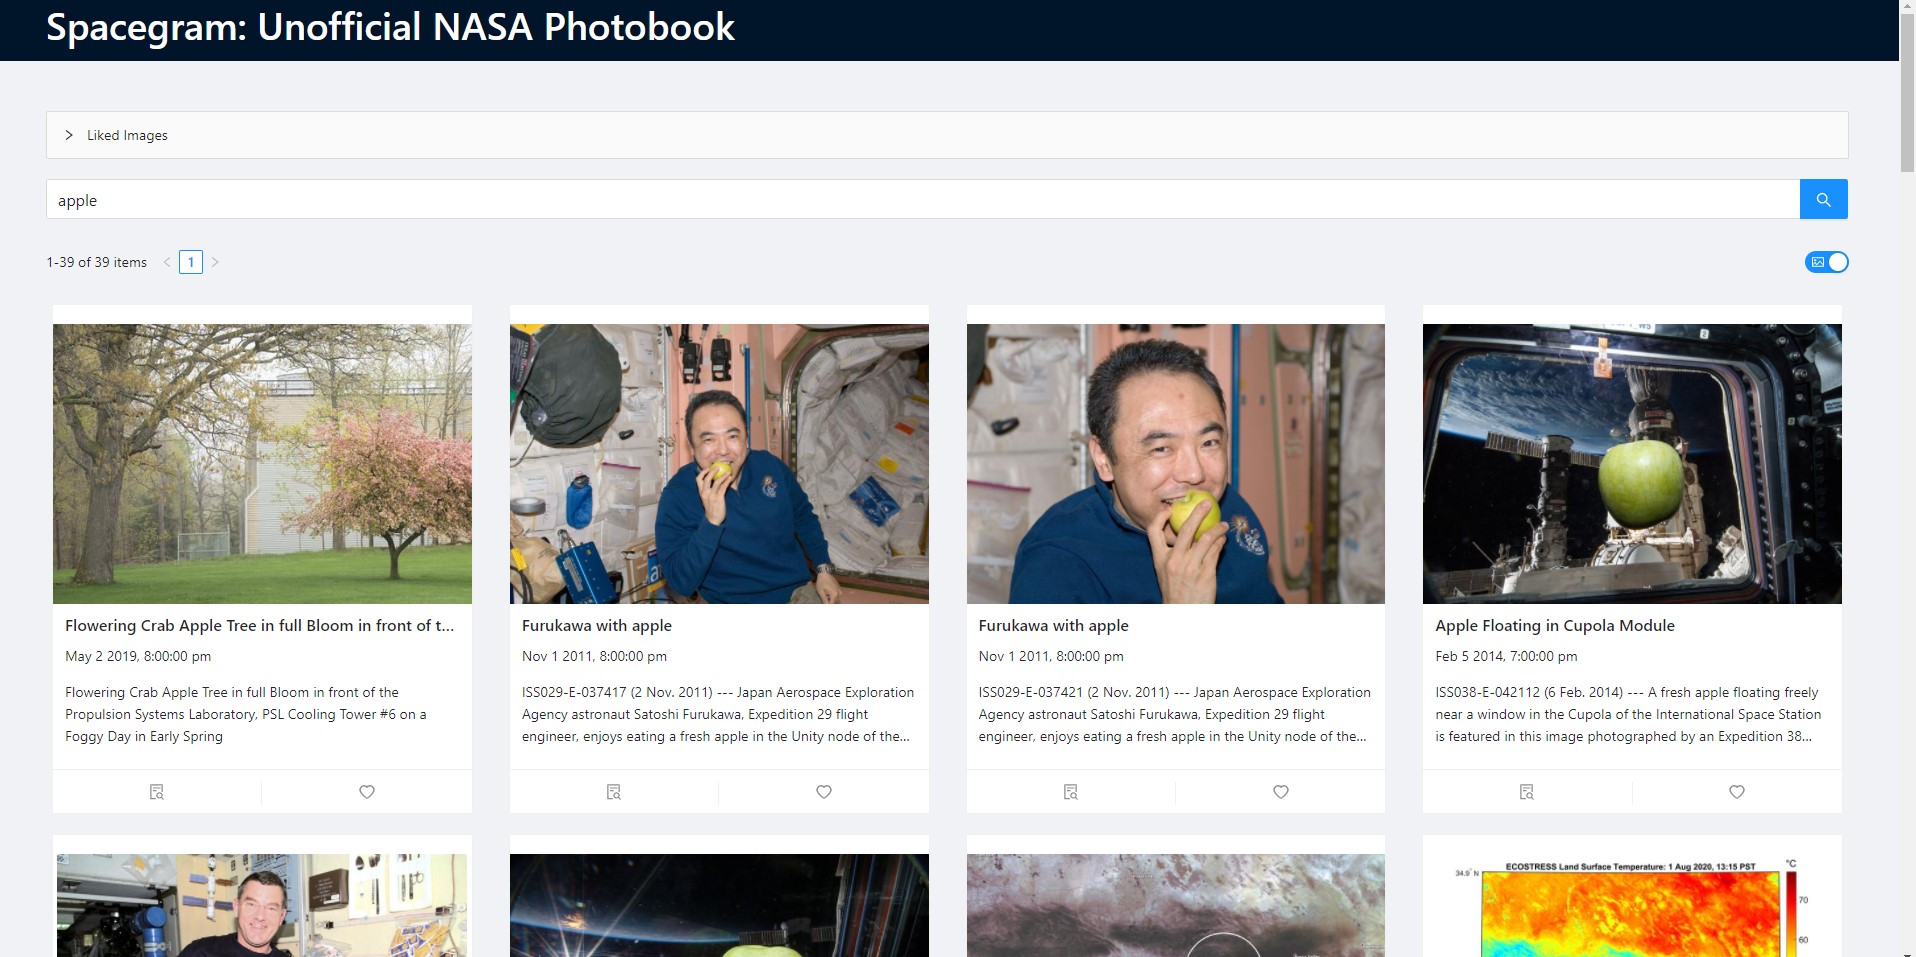 Spacegram: Unofficial NASA Photobook
Liked Images
apple
1-39 of 39 items
1
Flowering Crab Apple Tree in full Bloom in front of t...
May 2 2019, 8:00:00 pm
Flowering Crab Apple Tree in full Bloom in front of the
Propulsion Systems Laboratory, PSL Cooling Tower #6 on a
Foggy Day in Early Spring
Furukawa with apple
Nov 1 2011, 8:00:00 pm
ISS029-E-037417 (2 Nov. 2011) --- Japan Aerospace Exploration
Agency astronaut Satoshi Furukawa, Expedition 29 flight
engineer, enjoys eating a fresh apple in the Unity node of the...
Furukawa with apple
Nov 1 2011, 8:00:00 pm
ISS029-E-037421 (2 Nov. 2011) --- Japan Aerospace Exploration
Agency astronaut Satoshi Furukawa, Expedition 29 flight
engineer, enjoys eating a fresh apple in the Unity node of the...
Apple Floating in Cupola Module
Feb 5 2014, 7:00:00 pm
ISS038-E-042112 (6 Feb. 2014) --- A fresh apple floating freely
near a window in the Cupola of the International Space Station
is featured in this image photographed by an Expedition 38...
ECOSTRESS Land Surface Temperature: 1 Aug 2020, 13:15 PST
°C
34.9° N
70
60